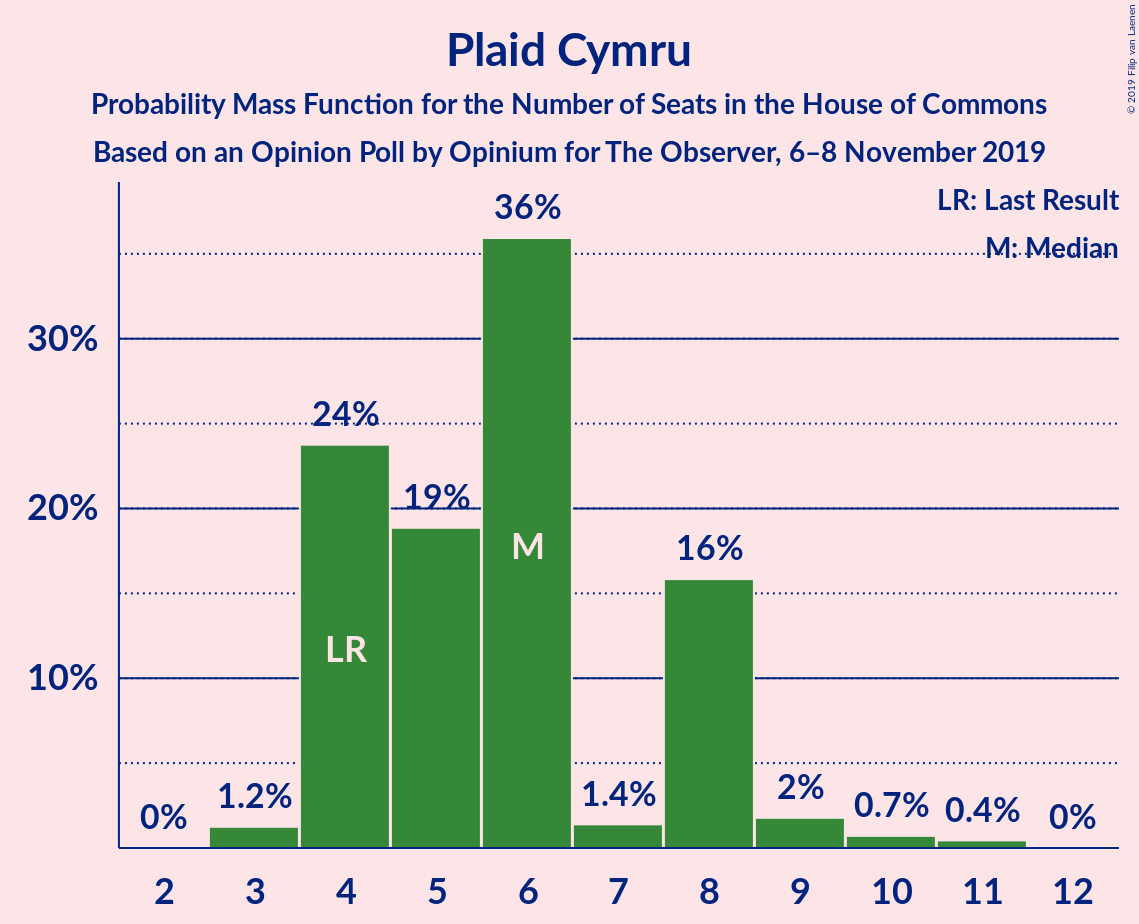 Plaid Cymru
Probability Mass Function for the Number of Seats in the House of Commons
Based on an Opinion Poll by Opinium for The Observer, 6–8 November 2019
© 2019 Filip van Laenen
LR: Last Result
M: Median
30%
20%
10%
0%
1.2%
24%
19%
36%
1.4%
16%
2%
0.7%
0.4%
0%
LR
M
2 3 4 5 6 7 8 9 10 11 12